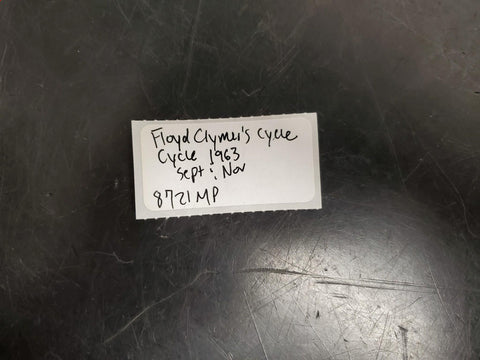 Floyd Clymer's Cycle
Cycle 1963
Sept : Nov
8721 MP